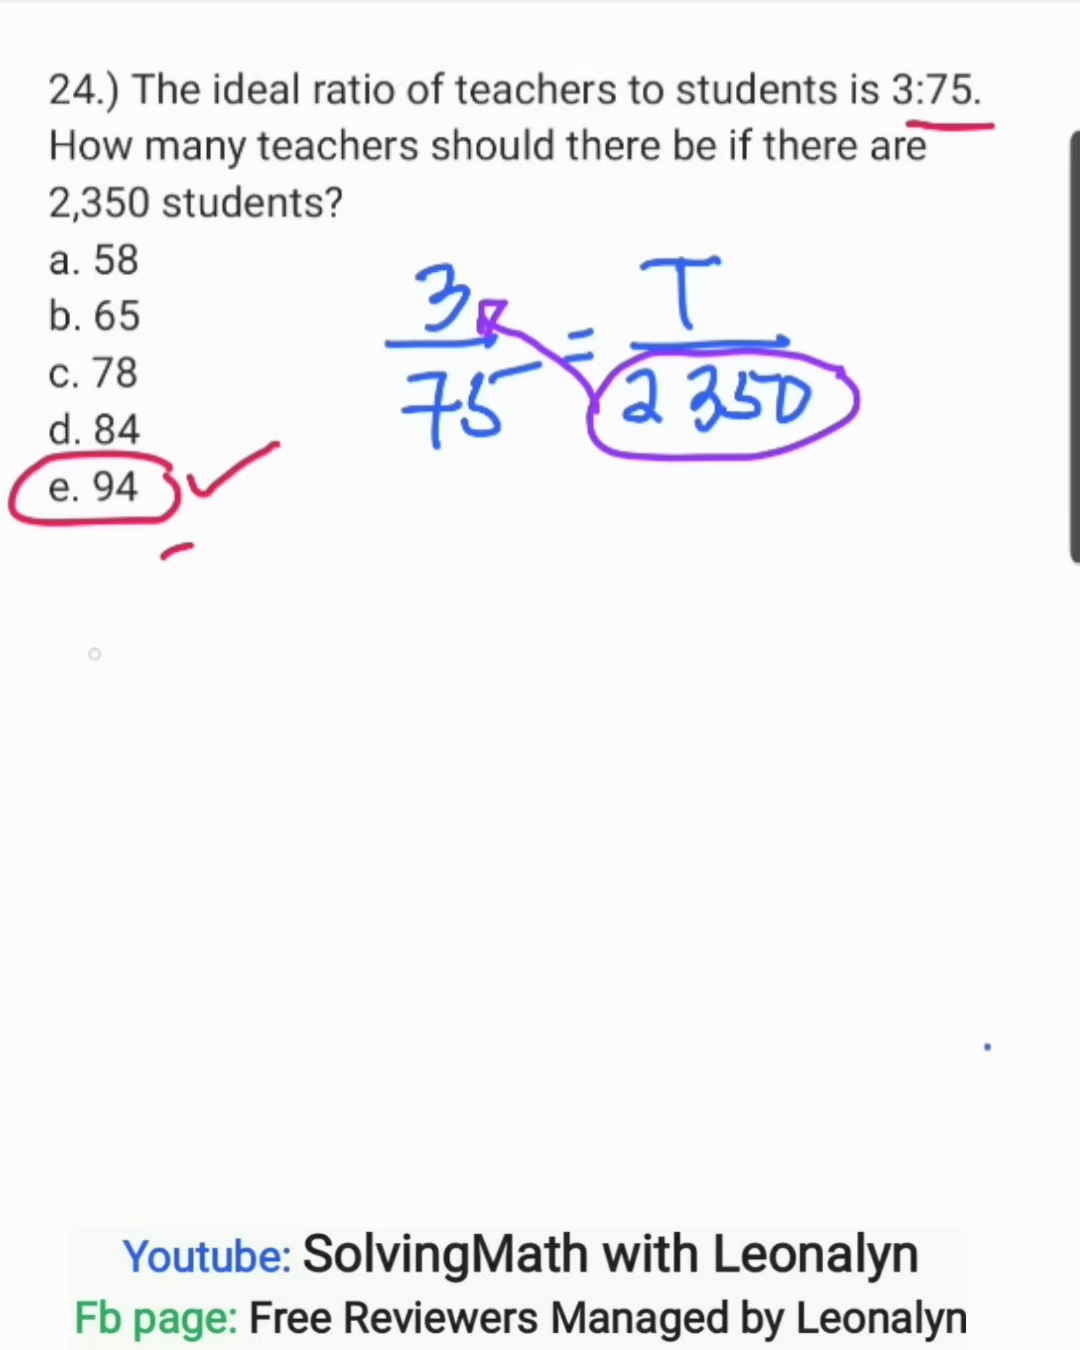 24.) The ideal ratio of teachers to students is 3:75.
How many teachers should there be if there are
2,350 students?
a. 58
b. 65
c. 78
d. 84
e. 94
3 = T
75 2350
Youtube: SolvingMath with Leonalyn
Fb page: Free Reviewers Managed by Leonalyn